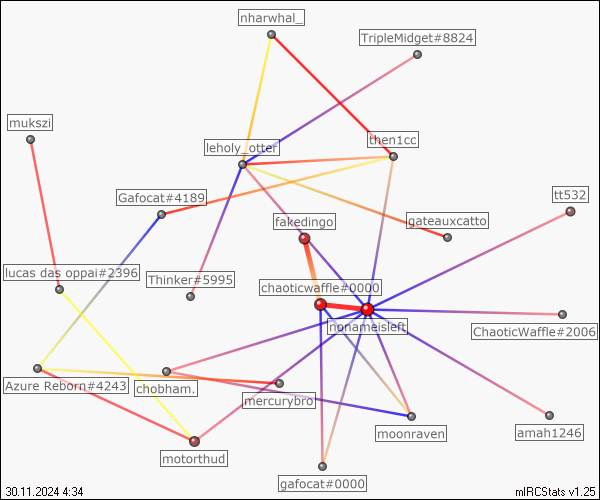 nharwhal_
TripleMidget#8824
mukszi
then1cc
leholy_otter
Gafocat#4189
tt532
fakedingo
gateauxcatto
lucas das oppai#2396
Thinker#5995
chaoticwaffle#0000
nonameisleft
ChaoticWaffle#2006
Azure Reborn#4243
chobham.
mercurybro
moonraven
amah1246
motorthud
gafocat#0000
30.11.2024 4:34
mIRCStats v1.25